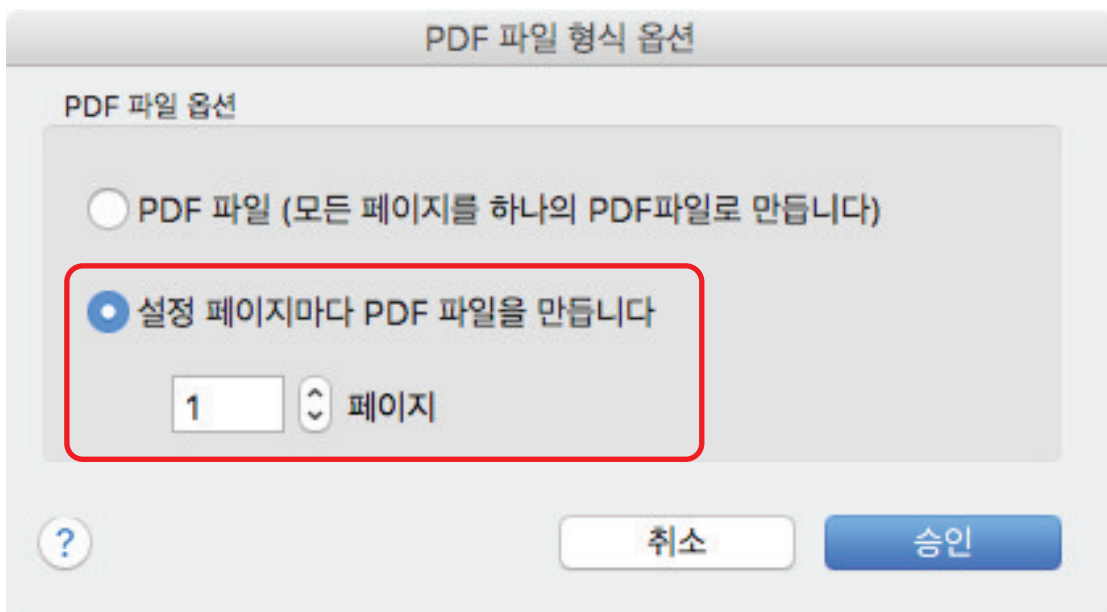 PDF 파일 형식 옵션
PDF 파일 옵션
PDF 파일 (모든 페이지를 하나의 PDF파일로 만듭니다)
설정 페이지마다 PDF 파일을 만듭니다
1 페이지
? 취소 승인